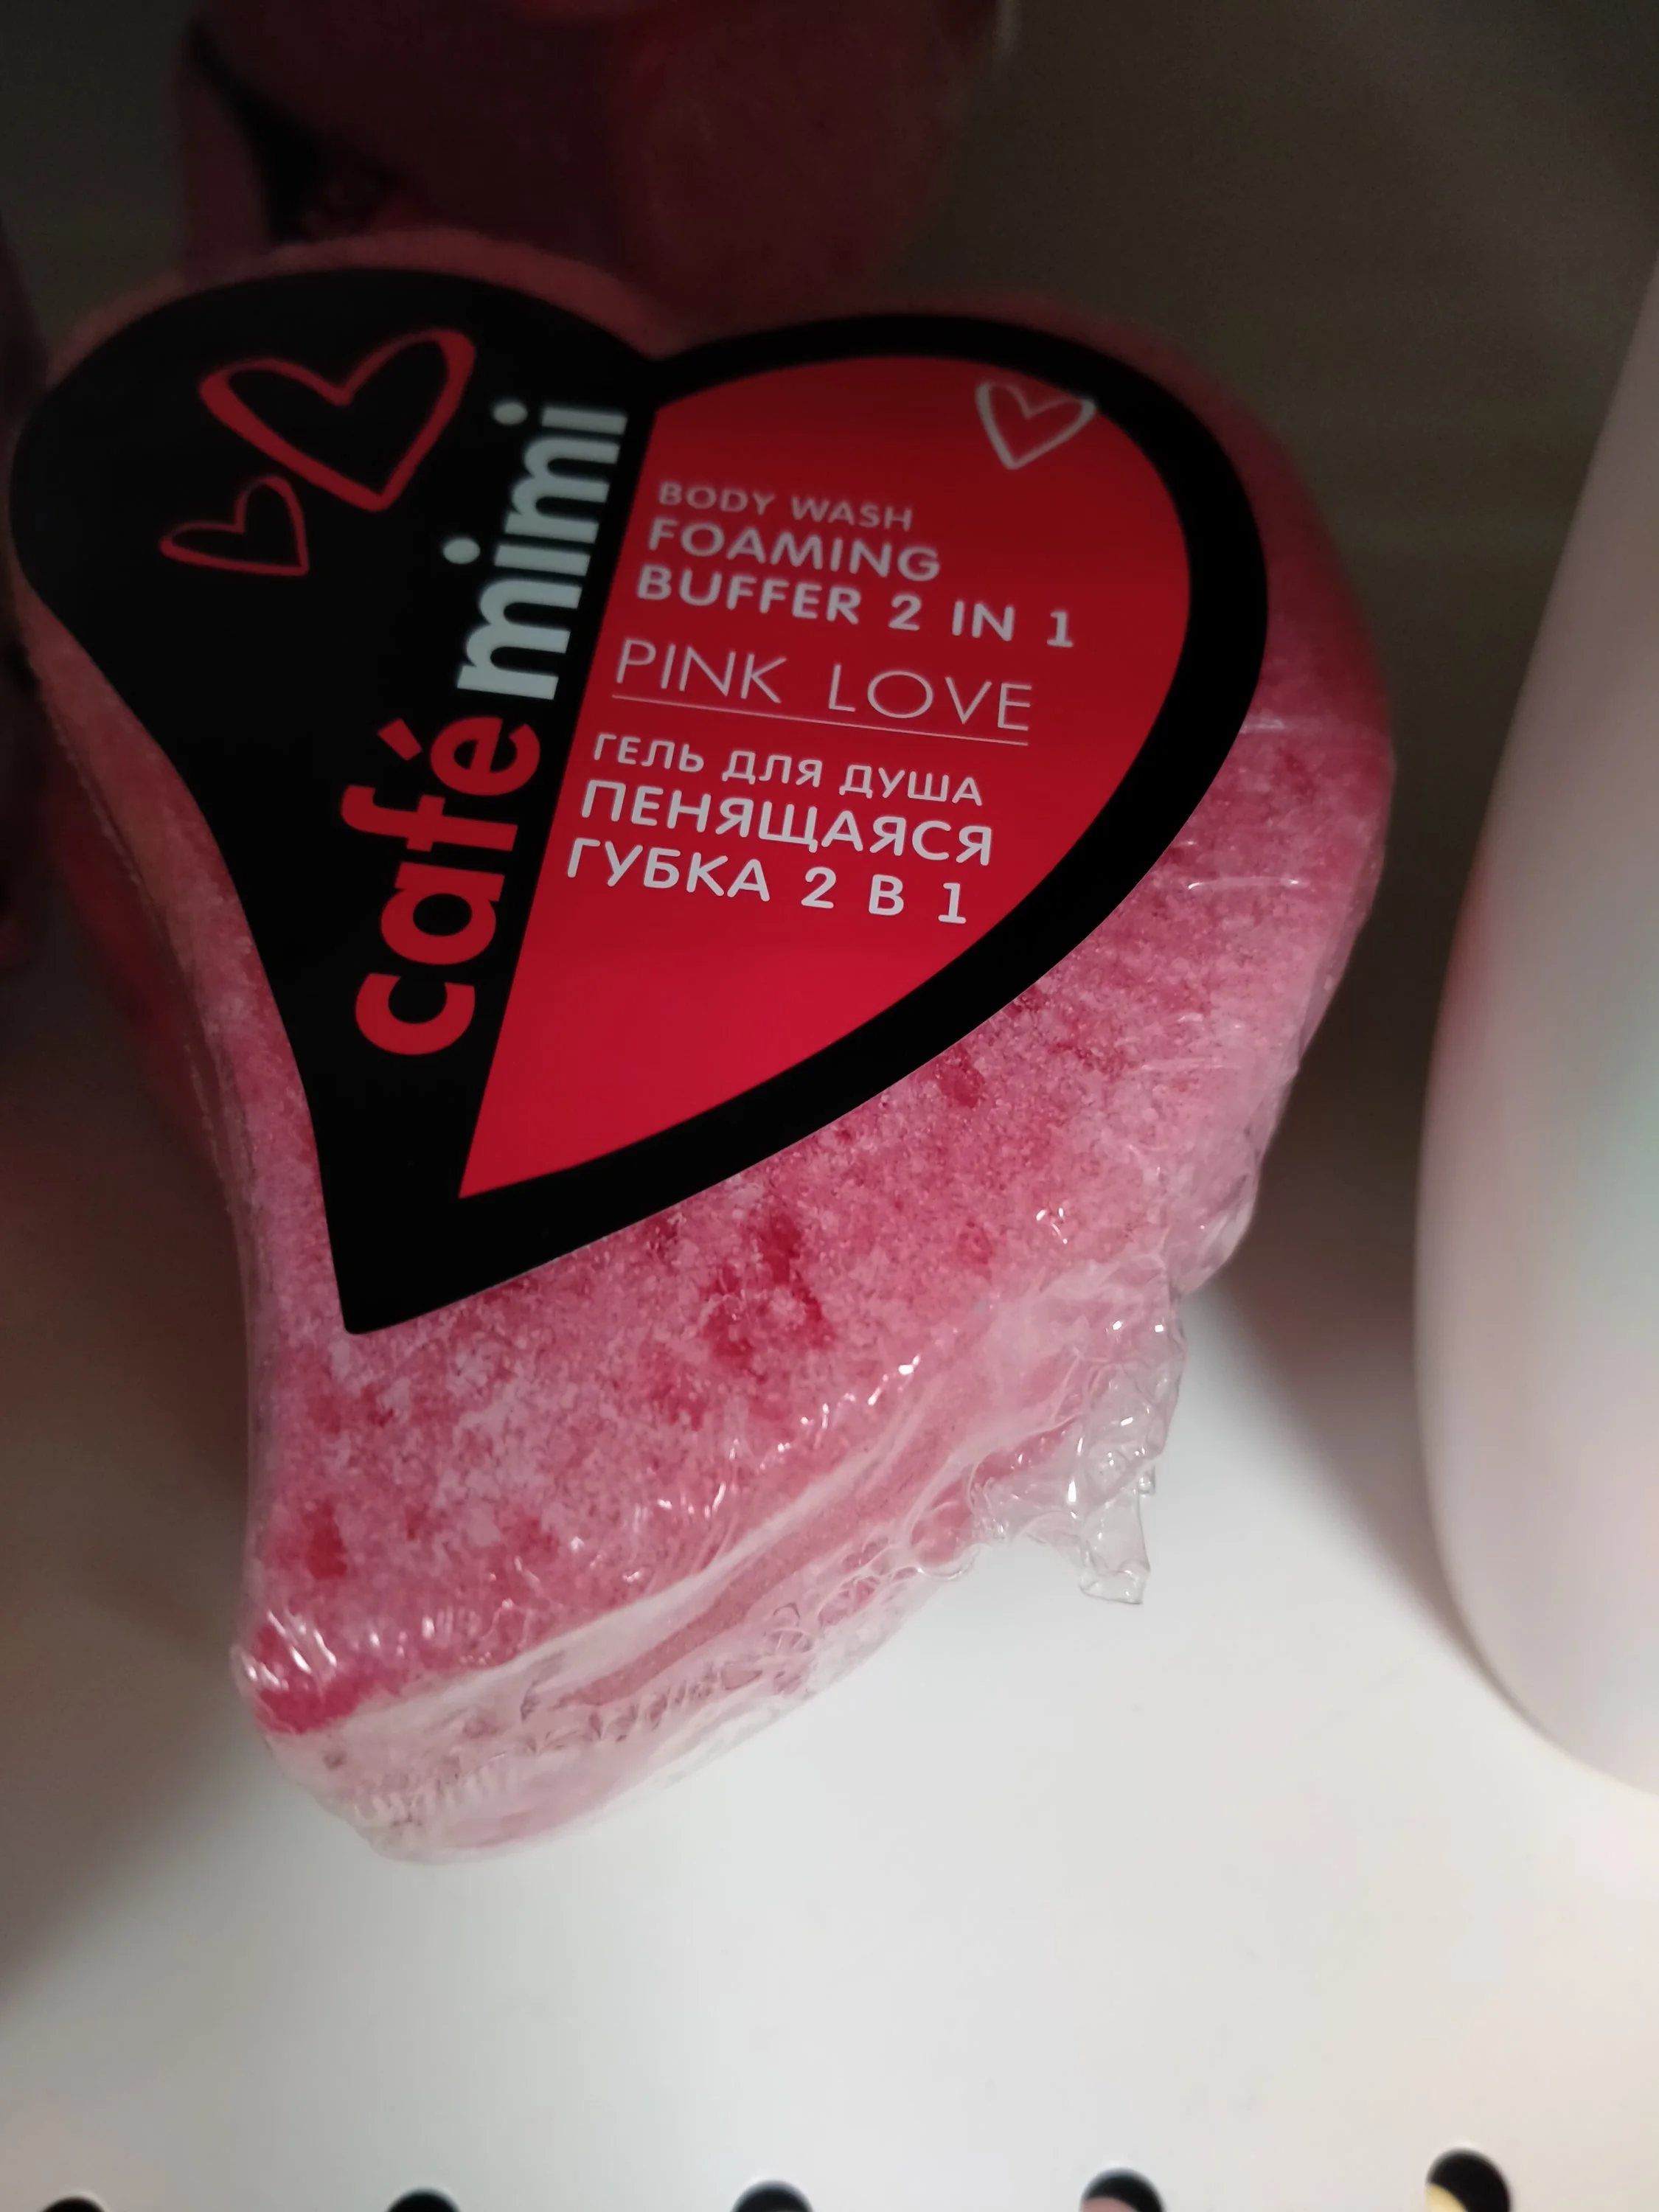 café mimi
BODY WASH
FOAMING
BUFFER 2 IN 1
PINK LOVE
ГЕЛЬ ДЛЯ ДУША
ПЕНЯЩАЯСЯ
ГУБКА 2 В 1